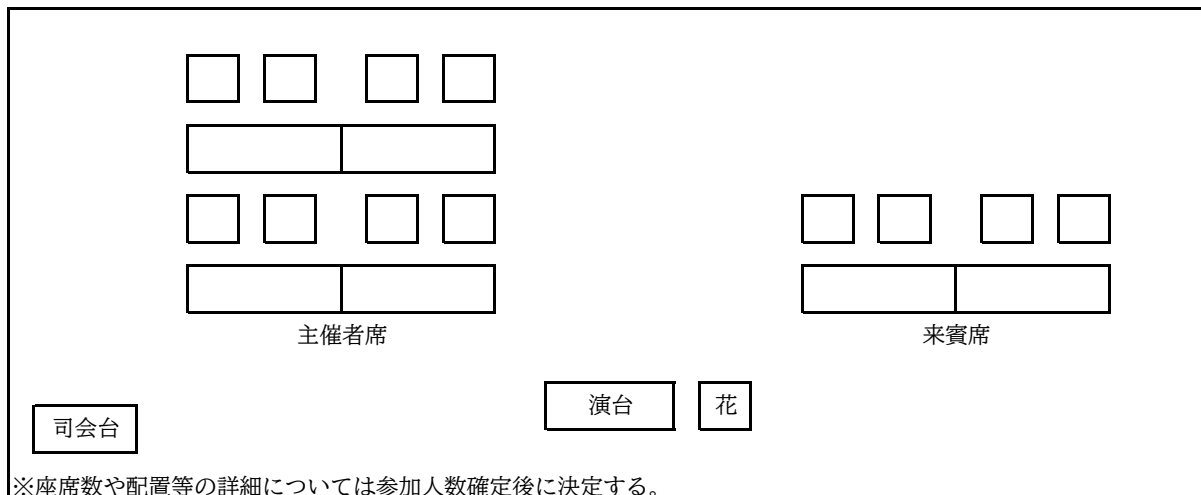 主催者席
来賓席
演台
花
司会台
※座席数や配置等の詳細については参加人数確定後に決定する。